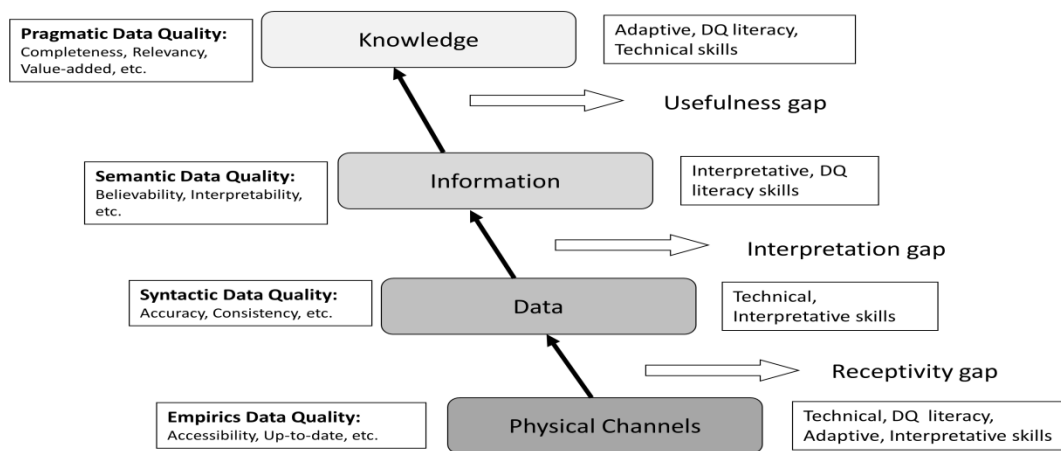 Pragmatic Data Quality:
Completeness, Relevancy,
Value-added, etc.
Knowledge
Adaptive, DQ literacy,
Technical skills
Usefulness gap
Semantic Data Quality:
Believability, Interpretability,
etc.
Information
Interpretative, DQ
literacy skills
Interpretation gap
Syntactic Data Quality:
Accuracy, Consistency, etc.
Data
Technical,
Interpretative skills
Receptivity gap
Empirics Data Quality:
Accessibility, Up-to-date, etc.
Physical Channels
Technical, DQ literacy,
Adaptive, Interpretative skills